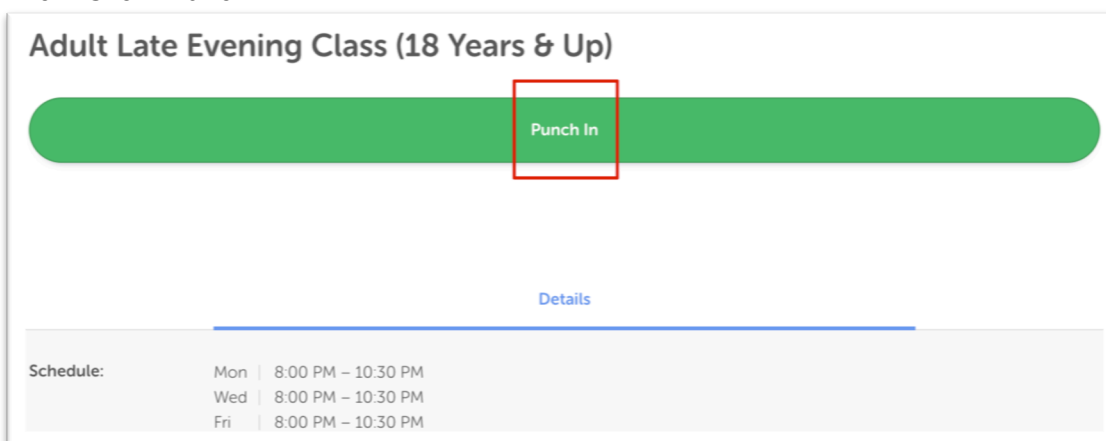 Adult Late Evening Class (18 Years & Up)
Punch In
Details
Schedule:
Mon | 8:00 PM – 10:30 PM
Wed | 8:00 PM – 10:30 PM
Fri | 8:00 PM – 10:30 PM